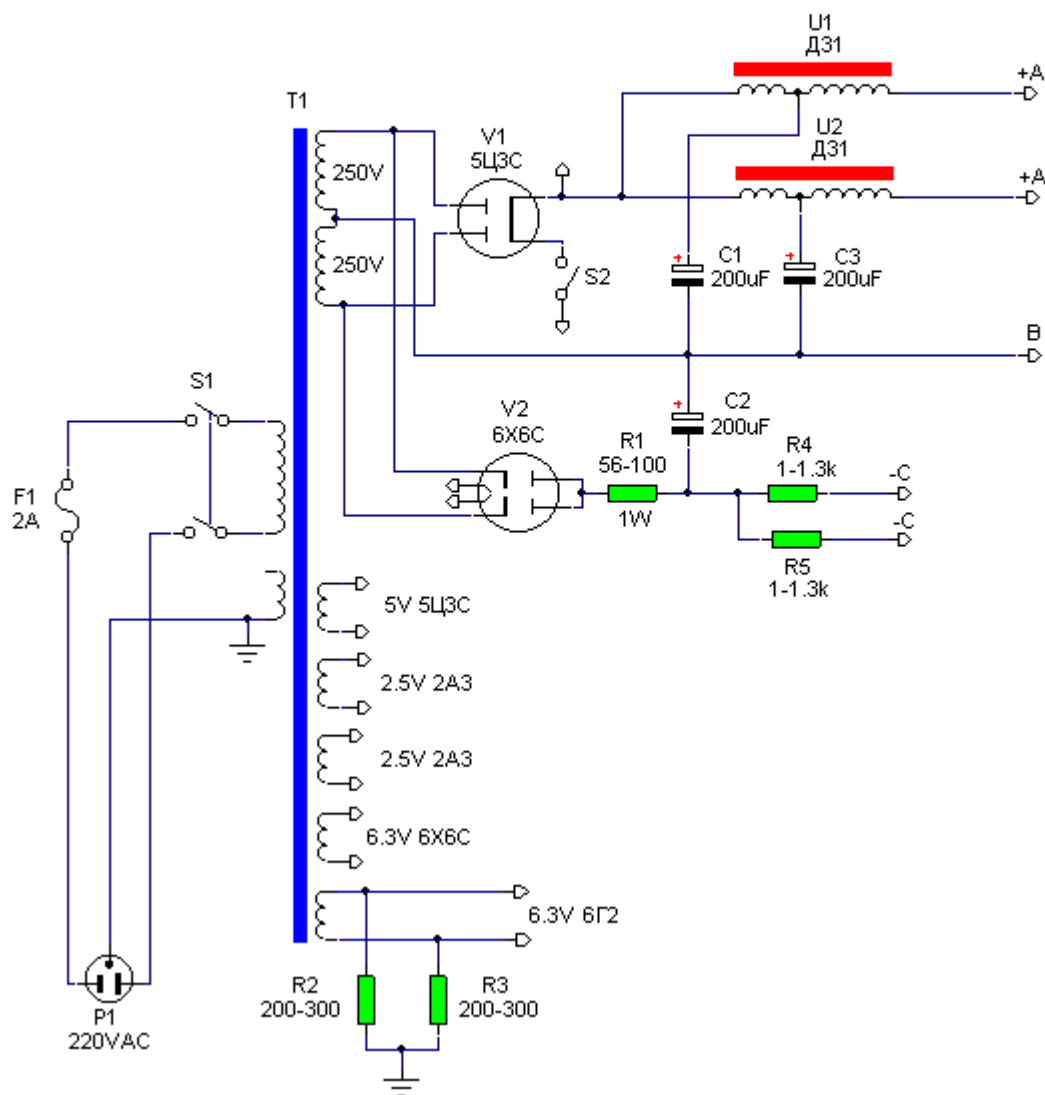 U1
ДЗ1
+A
T1
V1
5Ц3С
U2
ДЗ1
+A
250V
250V
S2
+
C1
200uF
+
C3
200uF
B
S1
V2
6Х6С
+
C2
200uF
R1
56-100
1W
R4
1-1.3k
-C
F1
2A
-C
R5
1-1.3k
5V 5Ц3С
2.5V 2A3
2.5V 2A3
6.3V 6Х6С
6.3V 6Г2
R2
200-300
R3
200-300
P1
220VAC